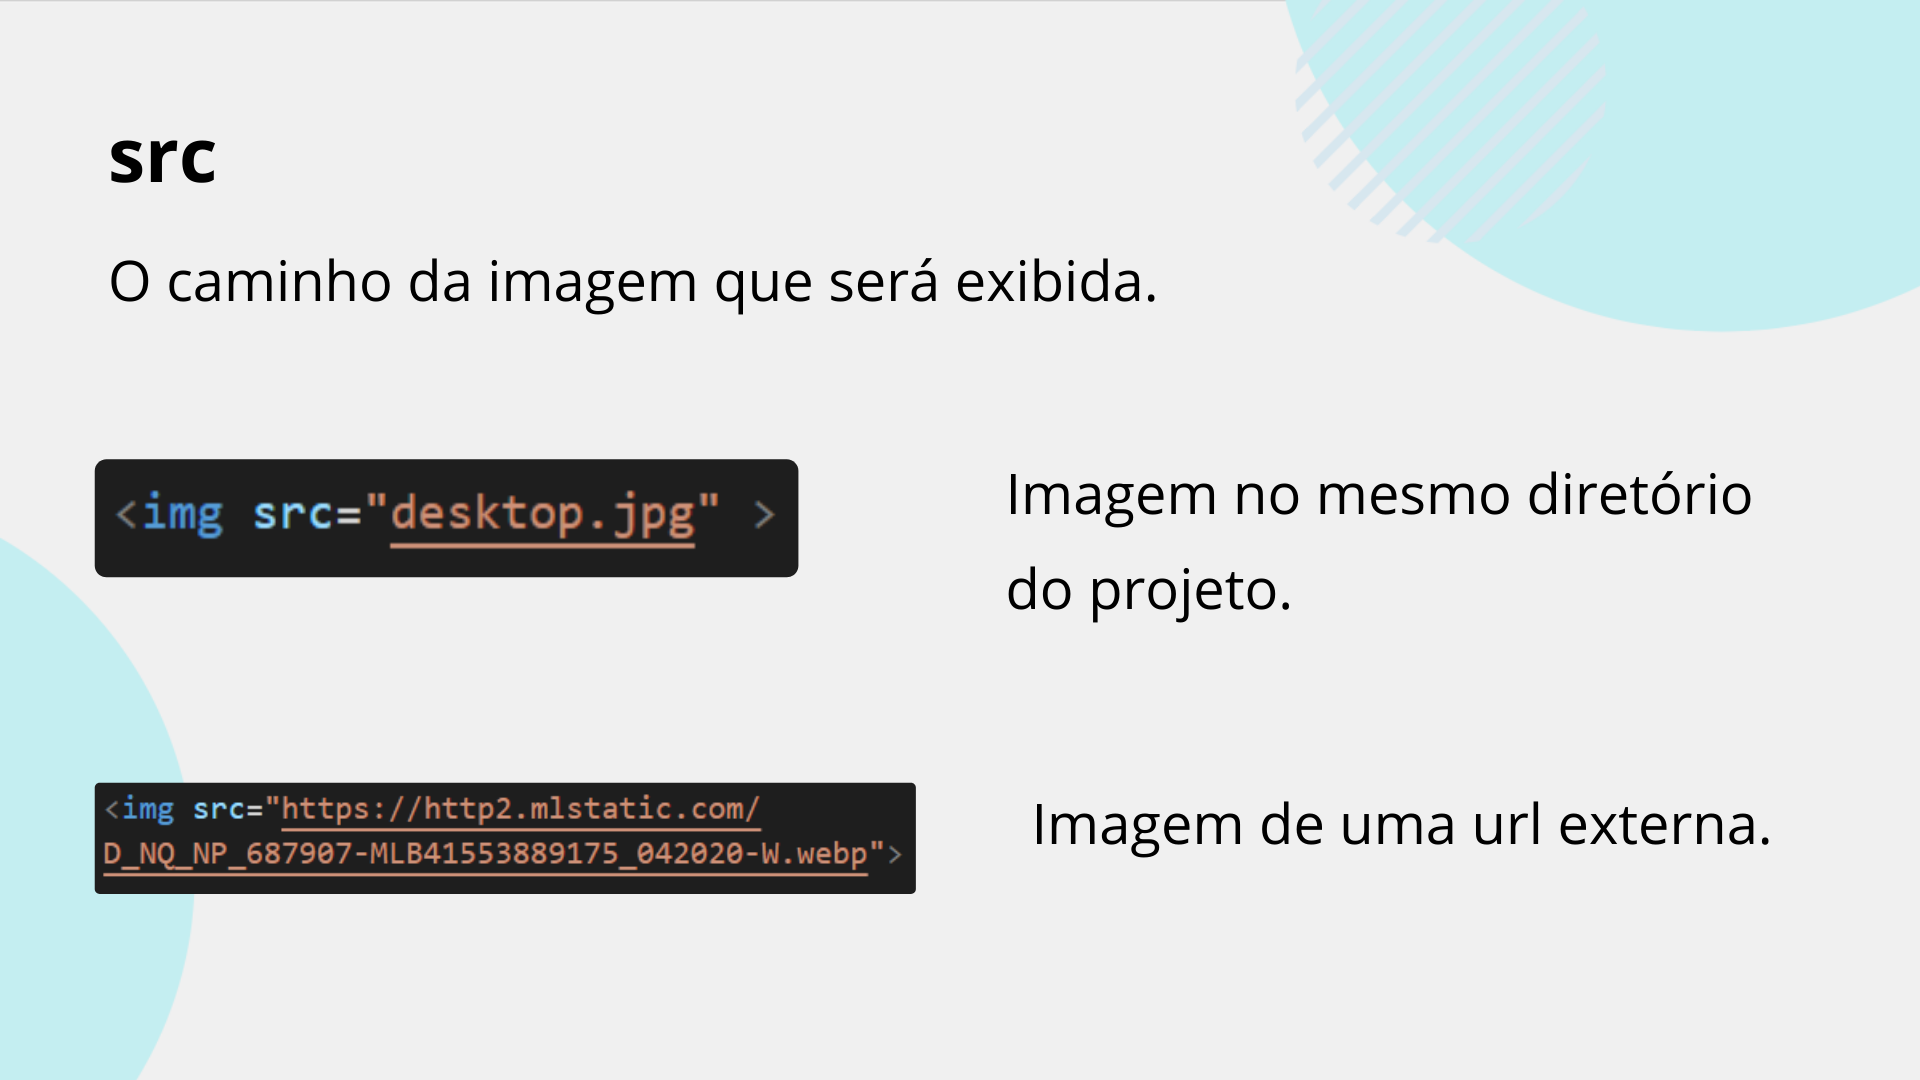 src
O caminho da imagem que será exibida.
<img src="desktop.jpg" >
Imagem no mesmo diretório
do projeto.
<img src="https://http2.mlstatic.com/
D_NQ_NP_687907-MLB41553889175_042020-W.webp">
Imagem de uma url externa.